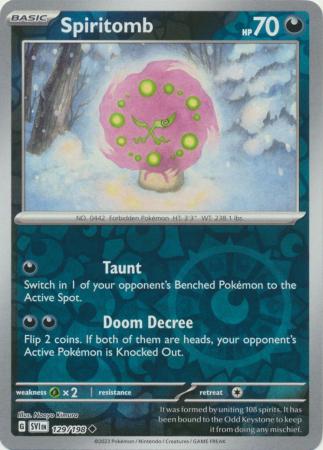 BASIC
Spiritomb
HP 70
NO. 0442 Forbidden Pokémon HT: 3'3" WT: 238.1 lbs.
Taunt
Switch in 1 of your opponent's Benched Pokémon to the
Active Spot.
Doom Decree
Flip 2 coins. If both of them are heads, your opponent's
Active Pokémon is Knocked Out.
weakness ×2 resistance retreat
Illus. Naoyo Kimura
G SVI EN 129/198
It was formed by uniting 108 spirits. It has
been bound to the Odd Keystone to keep
it from doing any mischief.
©2023 Pokémon / Nintendo / Creatures / GAME FREAK